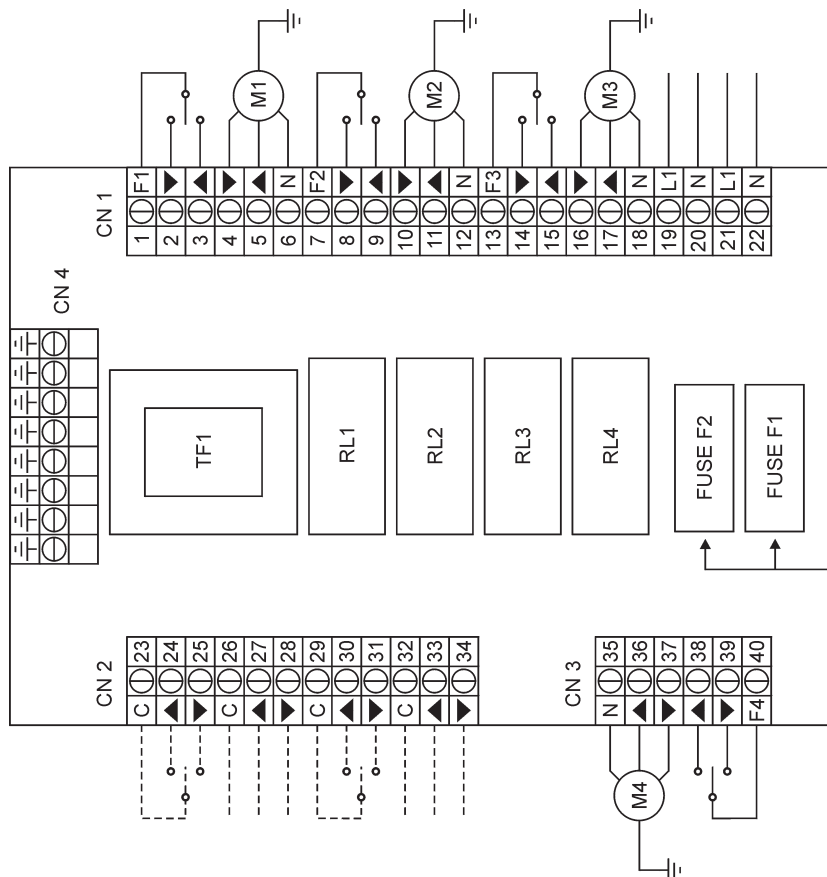 M1
M2
M3
CN 1
F1
N
F2
N
F3
N
L1
N
L1
N
1
2
3
4
5
6
7
8
9
10
11
12
13
14
15
16
17
18
19
20
21
22
CN 4
TF1
RL1
RL2
RL3
RL4
FUSE F2
FUSE F1
CN 2
23
24
25
26
27
28
29
30
31
32
33
34
C
C
C
C
CN 3
35
36
37
38
39
40
N
F4
M4